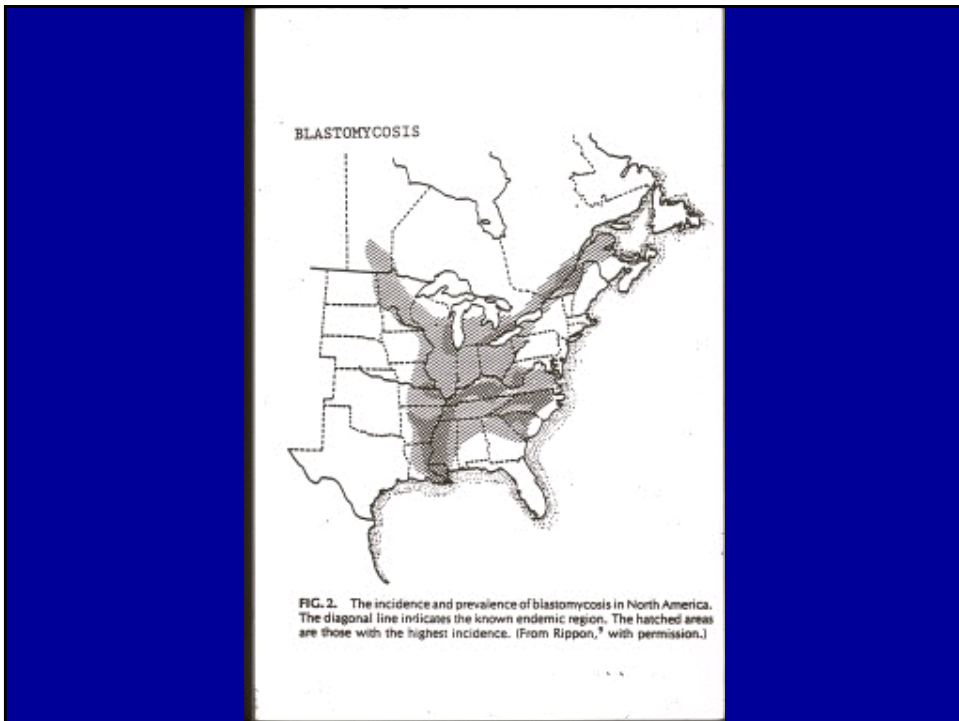 BLASTOMYCOSIS
FIG. 2. The incidence and prevalence of blastomycosis in North America.
The diagonal line indicates the known endemic region. The hatched areas
are those with the highest incidence. (From Rippon,⁹ with permission.)